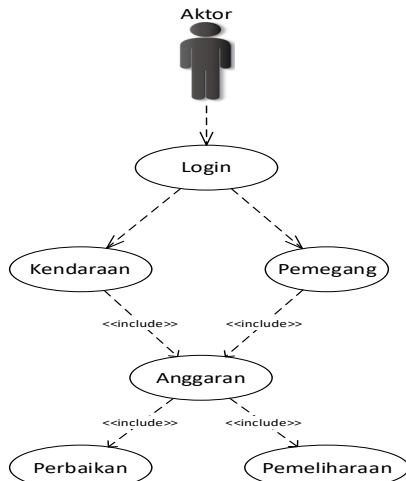 Aktor
Login
Kendaraan
Pemegang
<<include>>
<<include>>
Anggaran
<<include>>
<<include>>
Perbaikan
Pemeliharaan